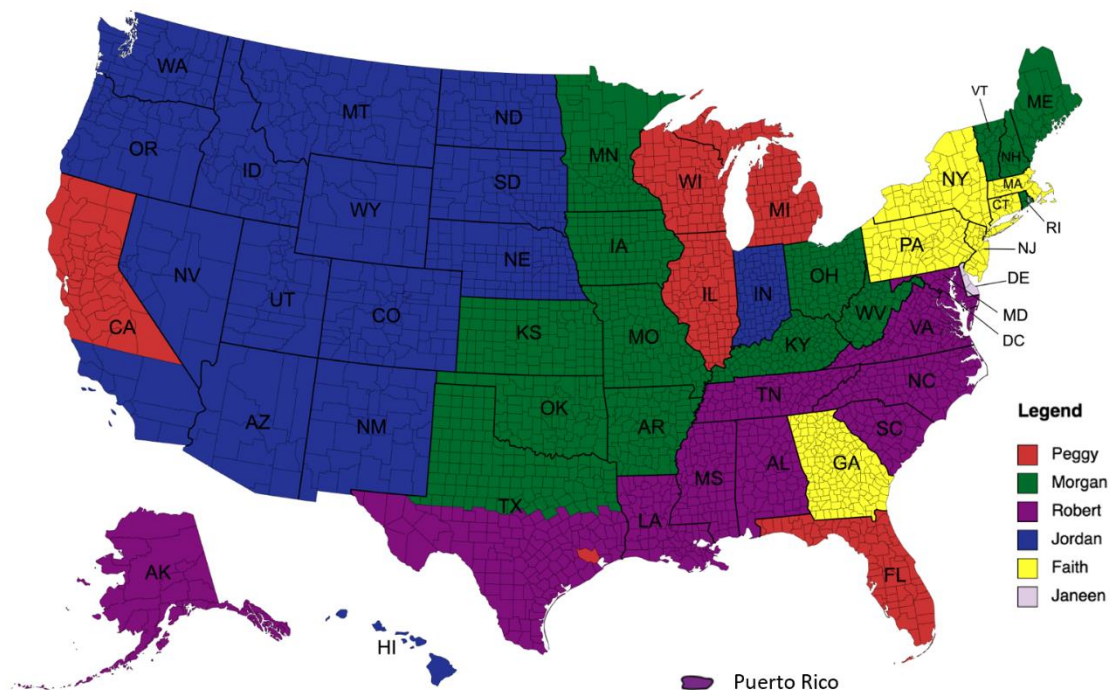 WA
MT
ND
OR
ID
SD
WY
NE
NV
UT
CO
CA
AZ
NM
MN
WI
MI
IA
IL
IN
OH
KS
MO
KY
WV
VA
OK
AR
TN
NC
TX
LA
MS
AL
GA
SC
FL
VT
ME
NH
NY
MA
CT
RI
PA
NJ
DE
MD
DC
AK
HI
Legend
Peggy
Morgan
Robert
Jordan
Faith
Janeen
Puerto Rico